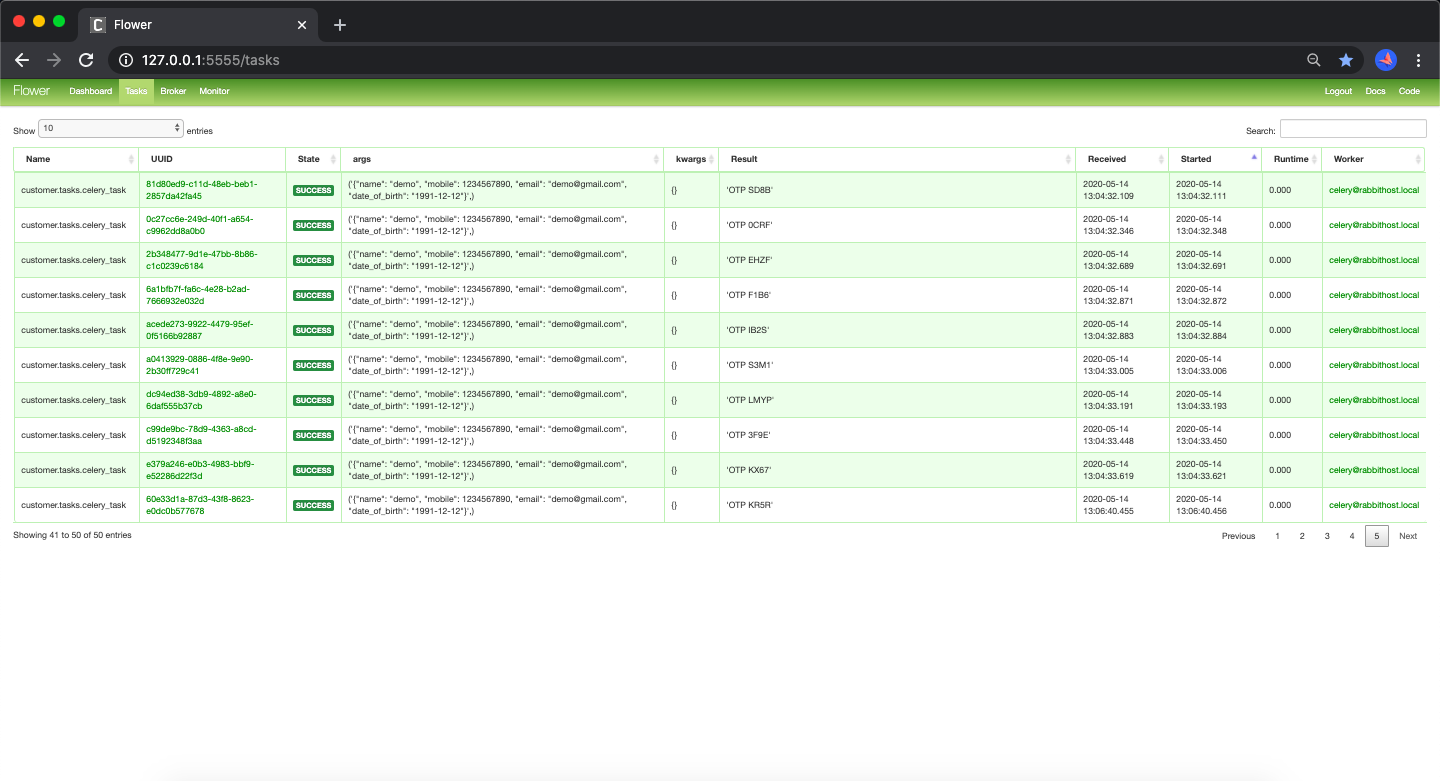 Flower
127.0.0.1:5555/tasks
Flower Dashboard Tasks Broker Monitor Logout Docs Code
Show 10 entries Search:
Name UUID State args kwargs Result Received Started Runtime Worker
customer.tasks.celery_task 81d80ed9-c11d-48eb-beb1- SUCCESS ('{"name": "demo", "mobile": 1234567890, "email": "demo@gmail.com", {} 'OTP SD8B' 2020-05-14 2020-05-14 0.000 celery@rabbithost.local
2857da42fa45 "date_of_birth": "1991-12-12"}',) 13:04:32.109 13:04:32.111
customer.tasks.celery_task 0c27cc6e-249d-40f1-a654- SUCCESS ('{"name": "demo", "mobile": 1234567890, "email": "demo@gmail.com", {} 'OTP 0CRF' 2020-05-14 2020-05-14 0.000 celery@rabbithost.local
c9962dd8a0b0 "date_of_birth": "1991-12-12"}',) 13:04:32.346 13:04:32.348
customer.tasks.celery_task 2b348477-9d1e-47bb-8b86- SUCCESS ('{"name": "demo", "mobile": 1234567890, "email": "demo@gmail.com", {} 'OTP EHZF' 2020-05-14 2020-05-14 0.000 celery@rabbithost.local
c1c0239c6184 "date_of_birth": "1991-12-12"}',) 13:04:32.689 13:04:32.691
customer.tasks.celery_task 6a1bfb7f-fa6c-4e28-b2ad- SUCCESS ('{"name": "demo", "mobile": 1234567890, "email": "demo@gmail.com", {} 'OTP F1B6' 2020-05-14 2020-05-14 0.000 celery@rabbithost.local
7666932e032d "date_of_birth": "1991-12-12"}',) 13:04:32.871 13:04:32.872
customer.tasks.celery_task acede273-9922-4479-95ef- SUCCESS ('{"name": "demo", "mobile": 1234567890, "email": "demo@gmail.com", {} 'OTP IB2S' 2020-05-14 2020-05-14 0.000 celery@rabbithost.local
0f5166b92887 "date_of_birth": "1991-12-12"}',) 13:04:32.883 13:04:32.884
customer.tasks.celery_task a0413929-0886-4f8e-9e90- SUCCESS ('{"name": "demo", "mobile": 1234567890, "email": "demo@gmail.com", {} 'OTP S3M1' 2020-05-14 2020-05-14 0.000 celery@rabbithost.local
2b30ff729c41 "date_of_birth": "1991-12-12"}',) 13:04:33.005 13:04:33.006
customer.tasks.celery_task dc94ed38-3db9-4892-a8e0- SUCCESS ('{"name": "demo", "mobile": 1234567890, "email": "demo@gmail.com", {} 'OTP LMYP' 2020-05-14 2020-05-14 0.000 celery@rabbithost.local
6daf555b37cb "date_of_birth": "1991-12-12"}',) 13:04:33.191 13:04:33.193
customer.tasks.celery_task c99de9bc-78d9-4363-a8cd- SUCCESS ('{"name": "demo", "mobile": 1234567890, "email": "demo@gmail.com", {} 'OTP 3F9E' 2020-05-14 2020-05-14 0.000 celery@rabbithost.local
d5192348f3aa "date_of_birth": "1991-12-12"}',) 13:04:33.448 13:04:33.450
customer.tasks.celery_task e379a246-e0b3-4983-bbf9- SUCCESS ('{"name": "demo", "mobile": 1234567890, "email": "demo@gmail.com", {} 'OTP KX67' 2020-05-14 2020-05-14 0.000 celery@rabbithost.local
e52286d22f3d "date_of_birth": "1991-12-12"}',) 13:04:33.619 13:04:33.621
customer.tasks.celery_task 60e33d1a-87d3-43f8-8623- SUCCESS ('{"name": "demo", "mobile": 1234567890, "email": "demo@gmail.com", {} 'OTP KR5R' 2020-05-14 2020-05-14 0.000 celery@rabbithost.local
e0dc0b577678 "date_of_birth": "1991-12-12"}',) 13:06:40.455 13:06:40.456
Showing 41 to 50 of 50 entries Previous 1 2 3 4 5 Next